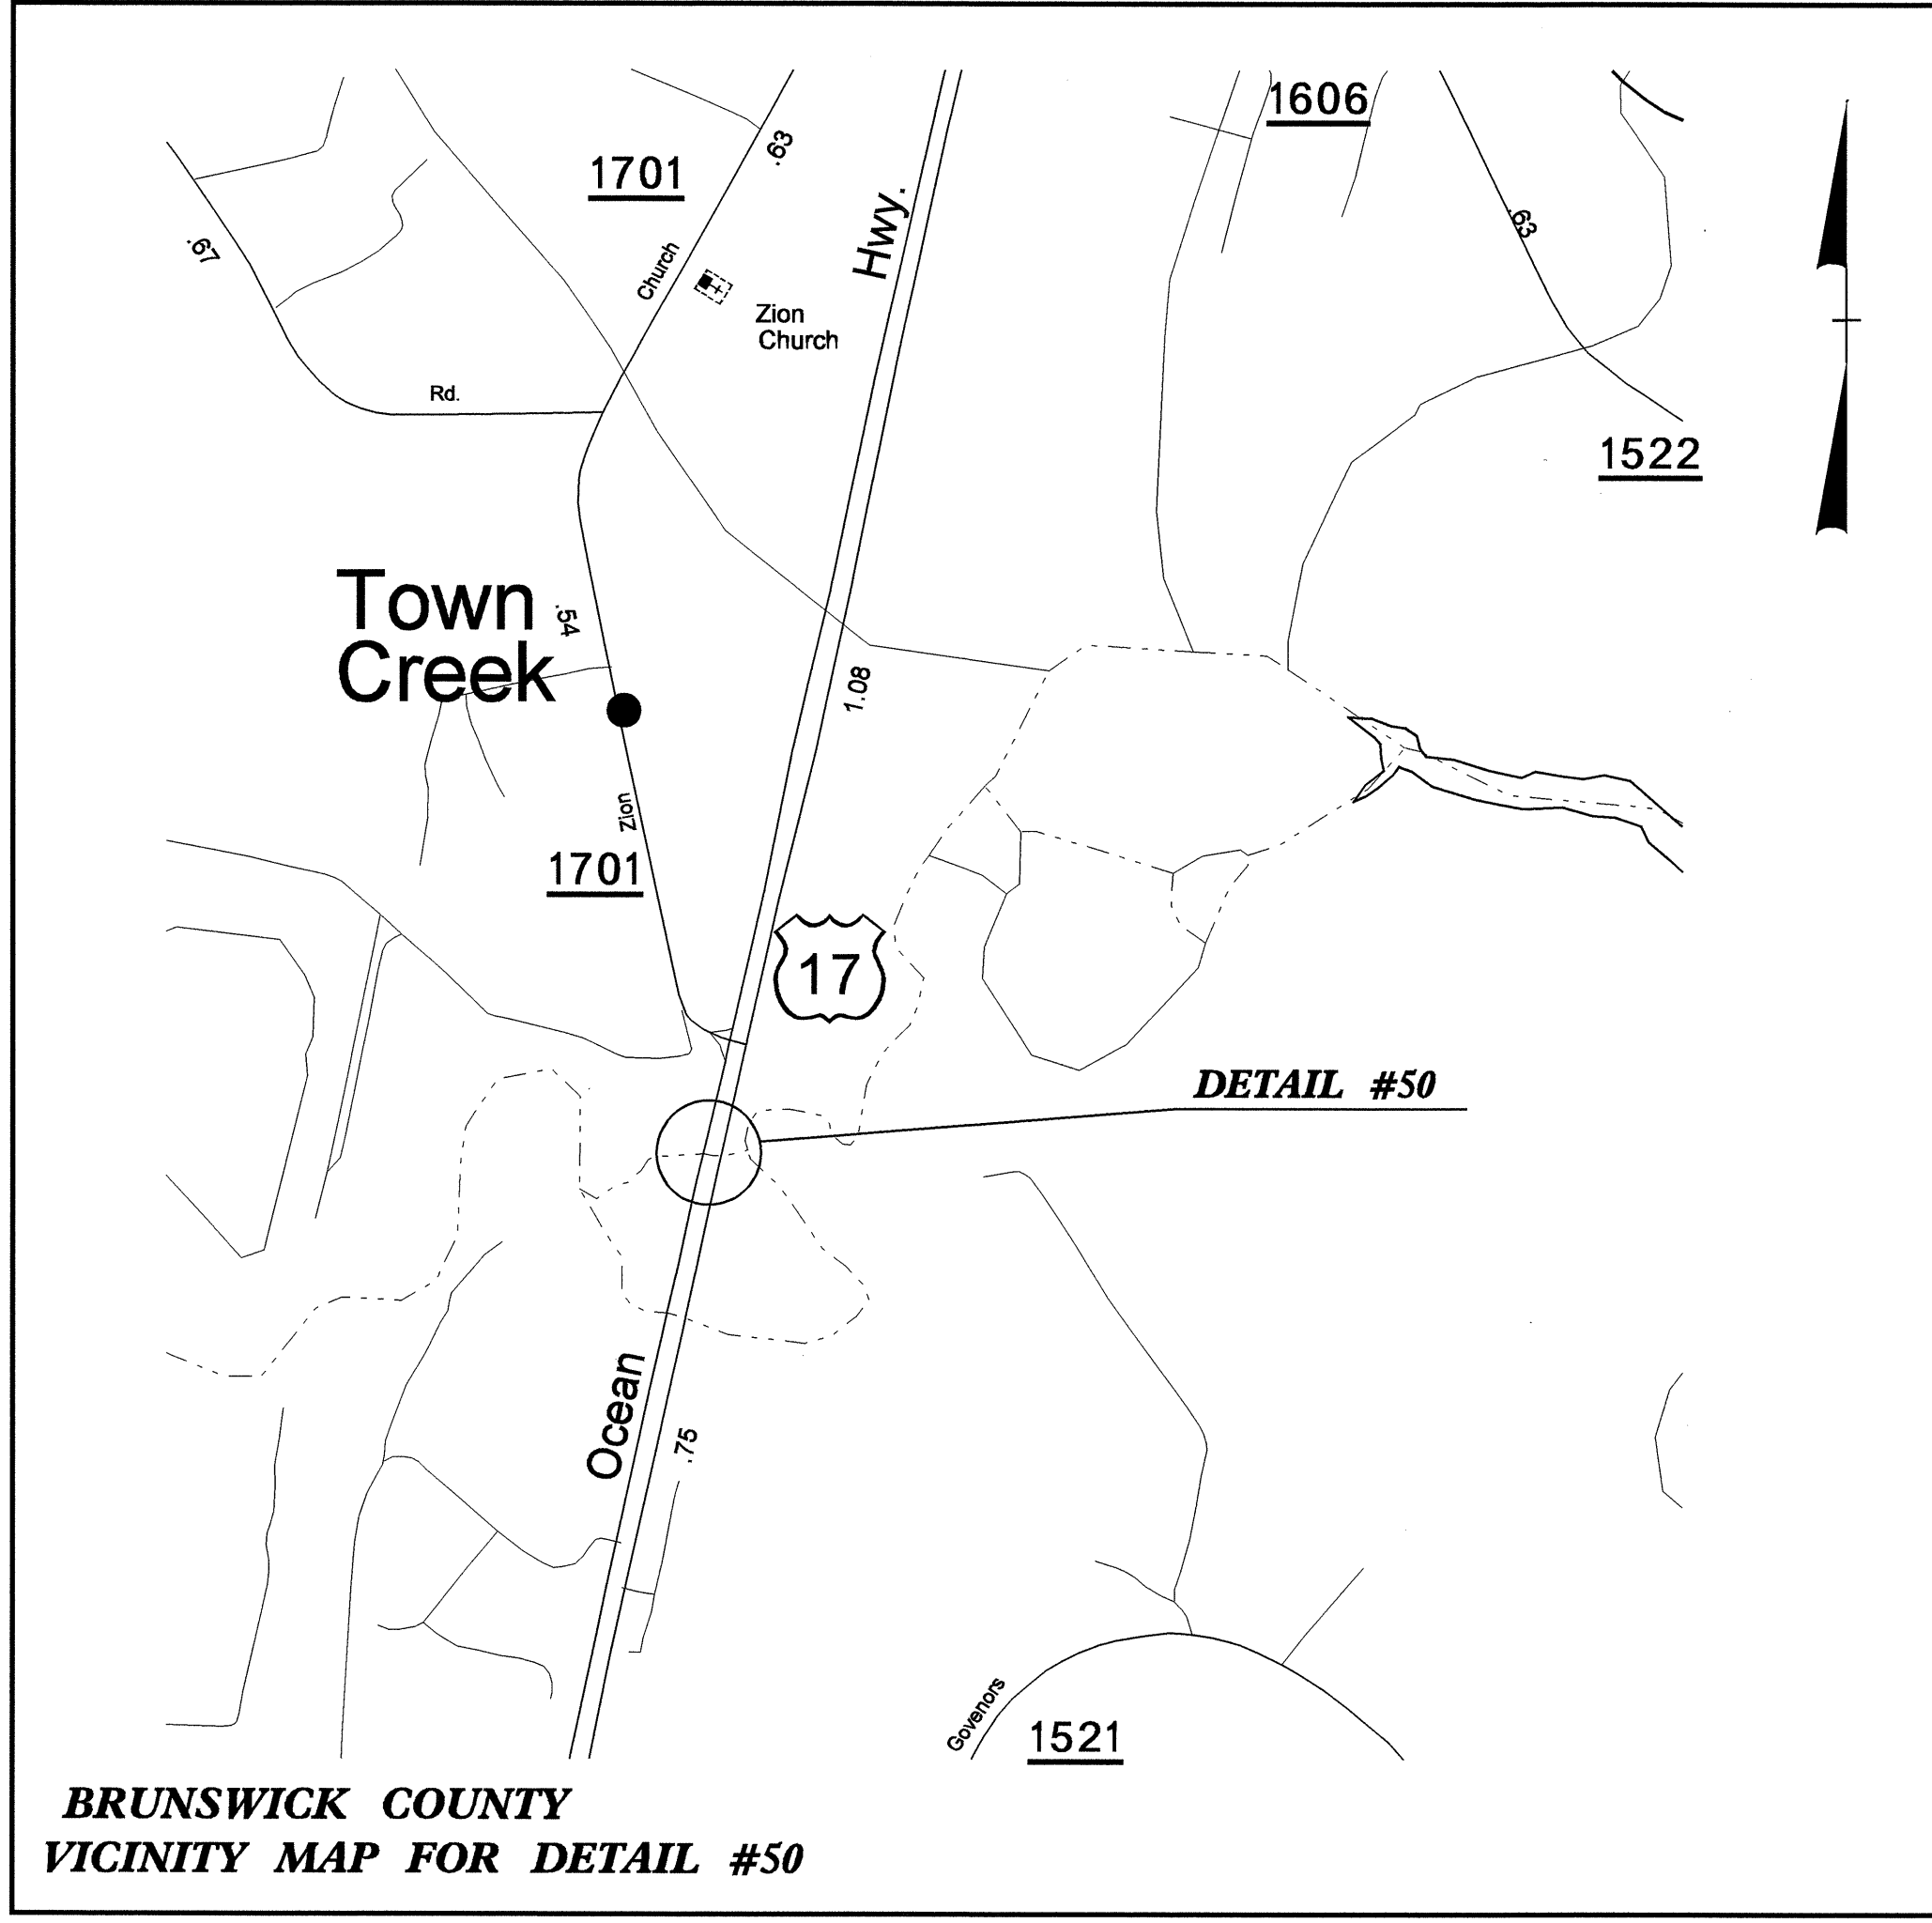 1606
1701
.63
Hwy.
.63
.67
Church
Zion
Church
Rd.
1522
Town
Creek
.54
1.08
Zion
1701
17
DETAIL #50
Ocean
.75
Govenors
1521
BRUNSWICK COUNTY
VICINITY MAP FOR DETAIL #50